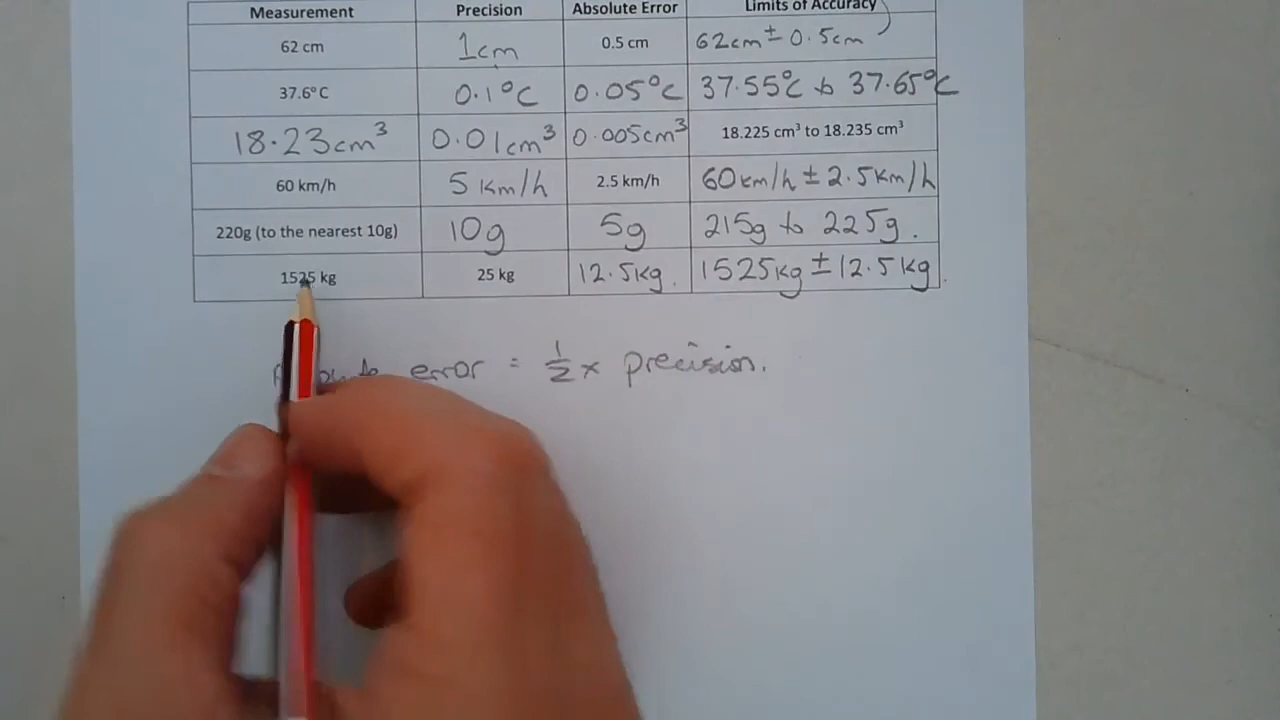 Measurement Precision Absolute Error Limits of Accuracy
62 cm 1cm 0.5 cm 62cm ± 0.5cm
37.6°C 0.1°C 0.05°C 37.55°C to 37.65°C
18.23cm³ 0.01cm³ 0.005cm³ 18.225 cm³ to 18.235 cm³
60 km/h 5 km/h 2.5 km/h 60km/h ± 2.5km/h
220g (to the nearest 10g) 10g 5g 215g to 225g.
1525 kg 25 kg 12.5kg. 1525kg ± 12.5kg.
error = ½ × precision.